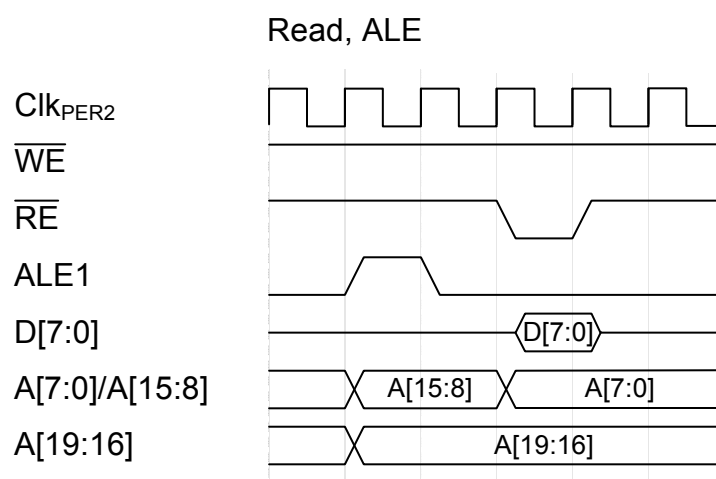 Read, ALE
ClkPER2
WE
RE
ALE1
D[7:0] D[7:0]
A[7:0]/A[15:8] A[15:8] A[7:0]
A[19:16] A[19:16]